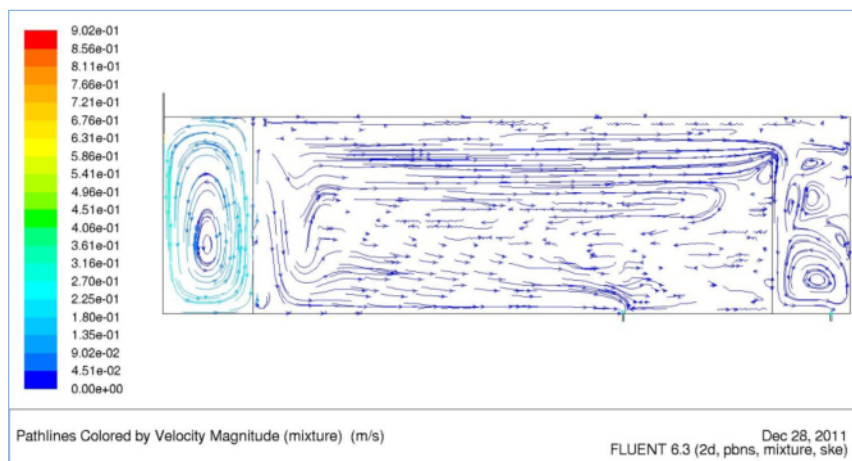 9.02e-01
8.56e-01
8.11e-01
7.66e-01
7.21e-01
6.76e-01
6.31e-01
5.86e-01
5.41e-01
4.96e-01
4.51e-01
4.06e-01
3.61e-01
3.16e-01
2.70e-01
2.25e-01
1.80e-01
1.35e-01
9.02e-02
4.51e-02
0.00e+00
Pathlines Colored by Velocity Magnitude (mixture) (m/s)
Dec 28, 2011
FLUENT 6.3 (2d, pbns, mixture, ske)